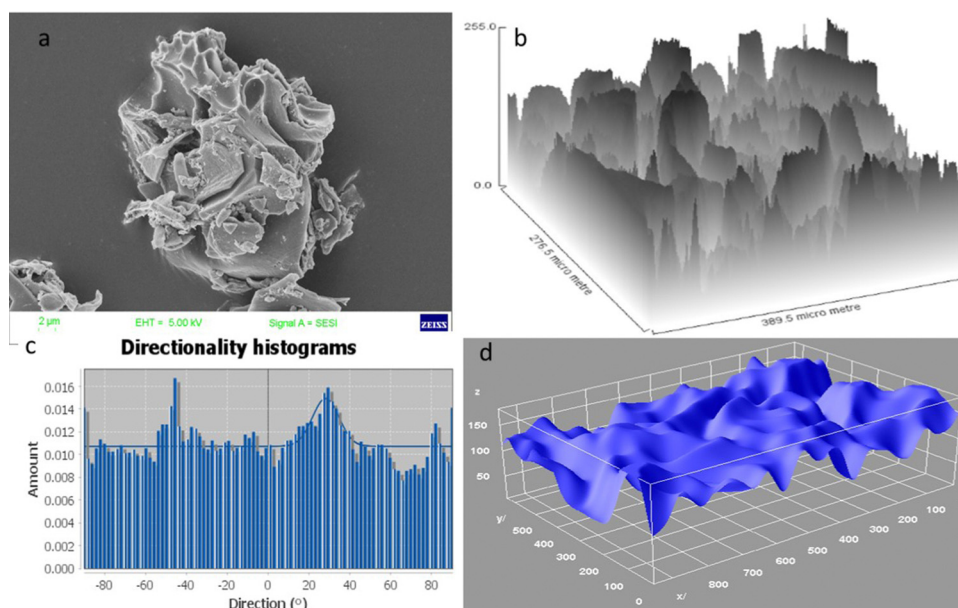 a
2 µm
EHT = 5.00 kV
Signal A = SESI
ZEISS
b
255.0
0.0
276.5 micro metre
389.5 micro metre
c
Directionality histograms
0.016
0.014
0.012
0.010
0.008
0.006
0.004
0.002
0.000
Amount
-80 -60 -40 -20 0 20 40 60 80
Direction (°)
d
z
150
100
50
y/
500
400
300
200
100
0
x/
800
700
600
500
400
300
200
100